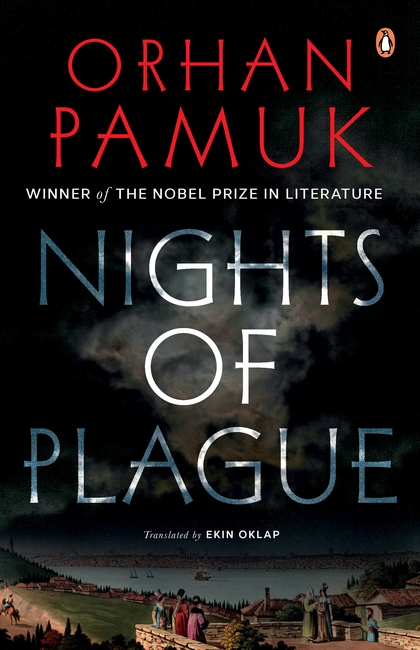 ORHAN
PAMUK
WINNER of THE NOBEL PRIZE IN LITERATURE
NIGHTS
OF
PLAGUE
Translated by EKIN OKLAP